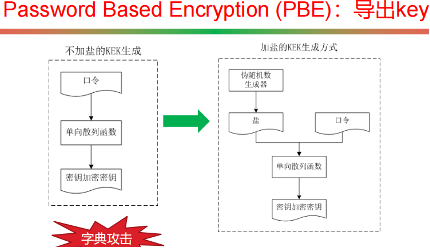 Password Based Encryption (PBE)：导出key
不加盐的KEK生成
口令
单向散列函数
密钥加密密钥
字典攻击
加盐的KEK生成方式
伪随机数
生成器
盐
口令
单向散列函数
密钥加密密钥